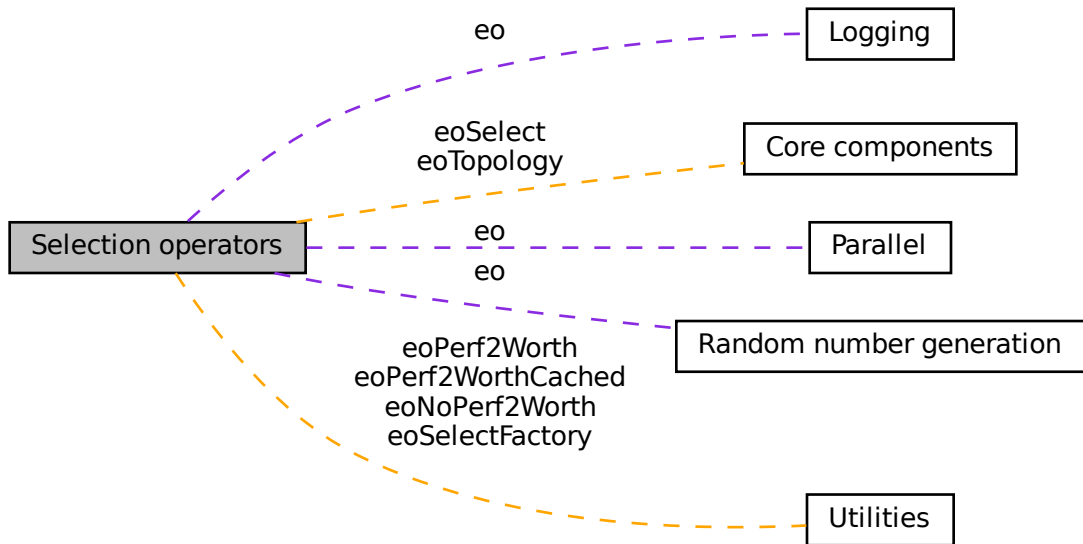 eo
Logging
eoSelect
eoTopology
Core components
Selection operators
eo
Parallel
eo
Random number generation
eoPerf2Worth
eoPerf2WorthCached
eoNoPerf2Worth
eoSelectFactory
Utilities